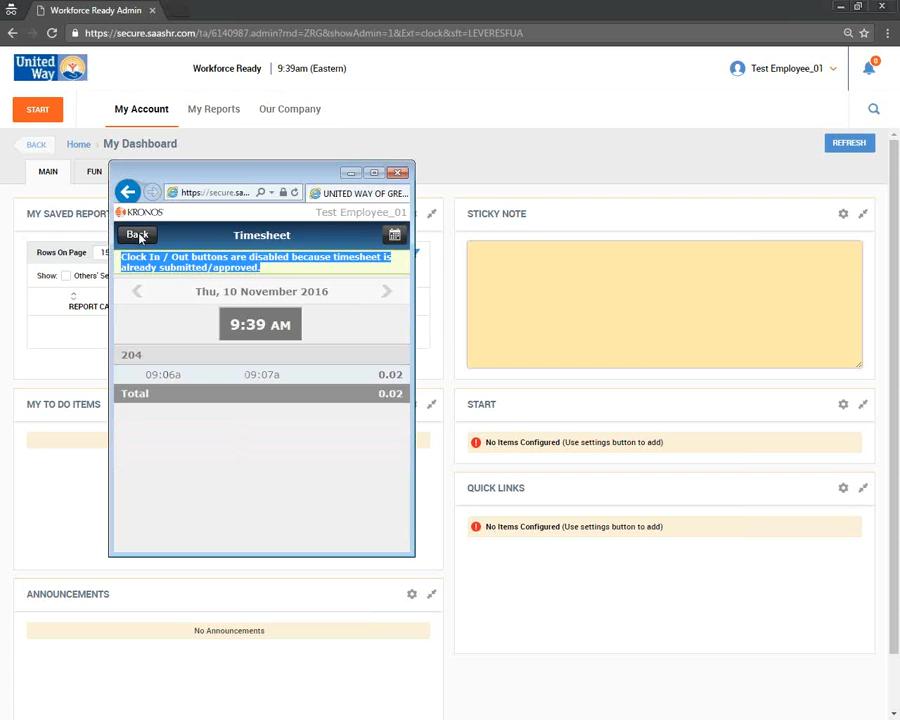 Workforce Ready Admin
https://secure.saashr.com/ta/6140987.admin?rnd=ZRG&showAdmin=1&Ext=clock&sft=LEVERESFUA
United Way
Workforce Ready
9:39am (Eastern)
Test Employee_01
0
START
My Account
My Reports
Our Company
BACK
Home
My Dashboard
REFRESH
MAIN
FUN
MY SAVED REPOR
Rows On Page 15
Show: Others' Se
REPORT CA
https://secure.sa...
UNITED WAY OF GRE...
KRONOS
Test Employee_01
Back
Timesheet
Clock In / Out buttons are disabled because timesheet is
already submitted/approved.
Thu, 10 November 2016
9:39 AM
204
09:06a 09:07a 0.02
Total 0.02
STICKY NOTE
MY TO DO ITEMS
START
No Items Configured (Use settings button to add)
QUICK LINKS
No Items Configured (Use settings button to add)
ANNOUNCEMENTS
No Announcements